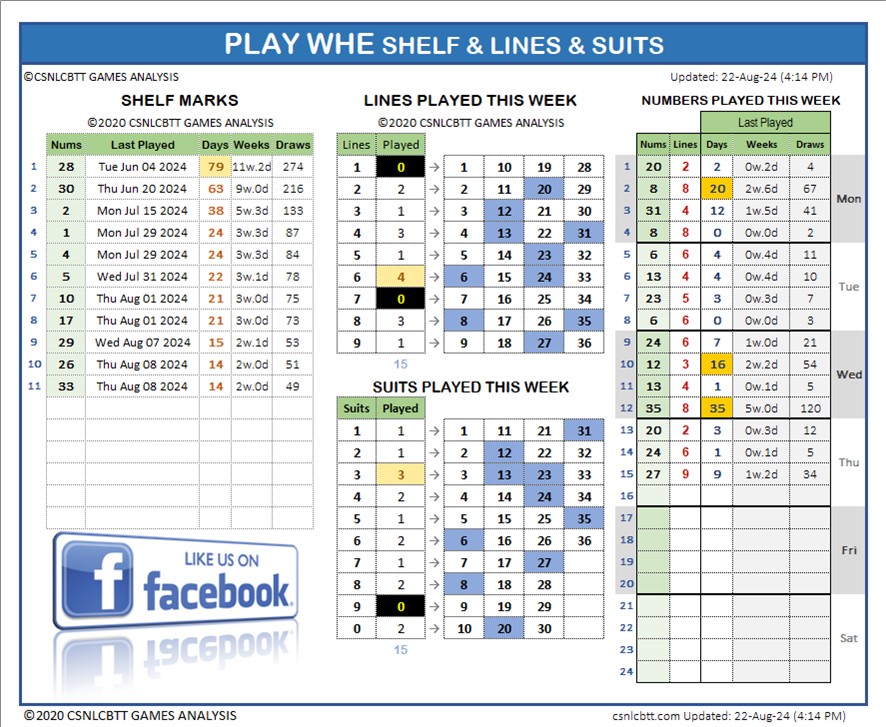 PLAY WHE SHELF & LINES & SUITS
©CSNLCBTT GAMES ANALYSIS
Updated: 22-Aug-24 (4:14 PM)
SHELF MARKS
©2020 CSNLCBTT GAMES ANALYSIS
Nums Last Played Days Weeks Draws
1 28 Tue Jun 04 2024 79 11w.2d 274
2 30 Thu Jun 20 2024 63 9w.0d 216
3 2 Mon Jul 15 2024 38 5w.3d 133
4 1 Mon Jul 29 2024 24 3w.3d 87
5 4 Mon Jul 29 2024 24 3w.3d 84
6 5 Wed Jul 31 2024 22 3w.1d 78
7 10 Thu Aug 01 2024 21 3w.0d 75
8 17 Thu Aug 01 2024 21 3w.0d 73
9 29 Wed Aug 07 2024 15 2w.1d 53
10 26 Thu Aug 08 2024 14 2w.0d 51
11 33 Thu Aug 08 2024 14 2w.0d 49
LIKE US ON
f facebook
LINES PLAYED THIS WEEK
©2020 CSNLCBTT GAMES ANALYSIS
Lines Played
1 0 → 1 10 19 28
2 2 → 2 11 20 29
3 1 → 3 12 21 30
4 3 → 4 13 22 31
5 1 → 5 14 23 32
6 4 → 6 15 24 33
7 0 → 7 16 25 34
8 3 → 8 17 26 35
9 1 → 9 18 27 36
15
SUITS PLAYED THIS WEEK
Suits Played
1 1 → 1 11 21 31
2 1 → 2 12 22 32
3 3 → 3 13 23 33
4 2 → 4 14 24 34
5 1 → 5 15 25 35
6 2 → 6 16 26 36
7 1 → 7 17 27
8 2 → 8 18 28
9 0 → 9 19 29
0 2 → 10 20 30
15
NUMBERS PLAYED THIS WEEK
Last Played
Nums Lines Days Weeks Draws
1 20 2 2 0w.2d 4
2 8 8 20 2w.6d 67
3 31 4 12 1w.5d 41
4 8 8 0 0w.0d 2
Mon
5 6 6 4 0w.4d 11
6 13 4 4 0w.4d 10
7 23 5 3 0w.3d 7
8 6 6 0 0w.0d 3
Tue
9 24 6 7 1w.0d 21
10 12 3 16 2w.2d 54
11 13 4 1 0w.1d 5
12 35 8 35 5w.0d 120
Wed
13 20 2 3 0w.3d 12
14 24 6 1 0w.1d 5
15 27 9 9 1w.2d 34
16
Thu
17
18
19
20
Fri
21
22
23
24
Sat
©2020 CSNLCBTT GAMES ANALYSIS
csnlcbtt.com Updated: 22-Aug-24 (4:14 PM)